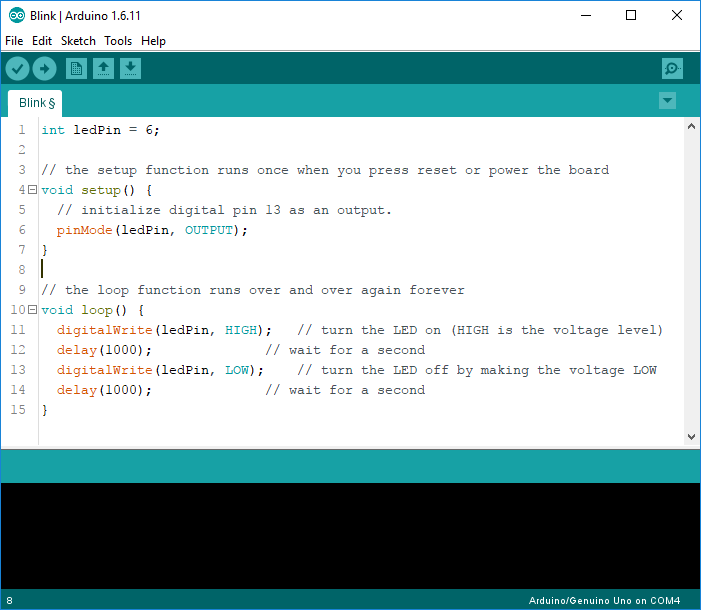 Blink | Arduino 1.6.11
File Edit Sketch Tools Help
Blink §
1 int ledPin = 6;
2
3 // the setup function runs once when you press reset or power the board
4 void setup() {
5   // initialize digital pin 13 as an output.
6   pinMode(ledPin, OUTPUT);
7 }
8
9 // the loop function runs over and over again forever
10 void loop() {
11   digitalWrite(ledPin, HIGH);   // turn the LED on (HIGH is the voltage level)
12   delay(1000);              // wait for a second
13   digitalWrite(ledPin, LOW);    // turn the LED off by making the voltage LOW
14   delay(1000);              // wait for a second
15 }
8 Arduino/Genuino Uno on COM4